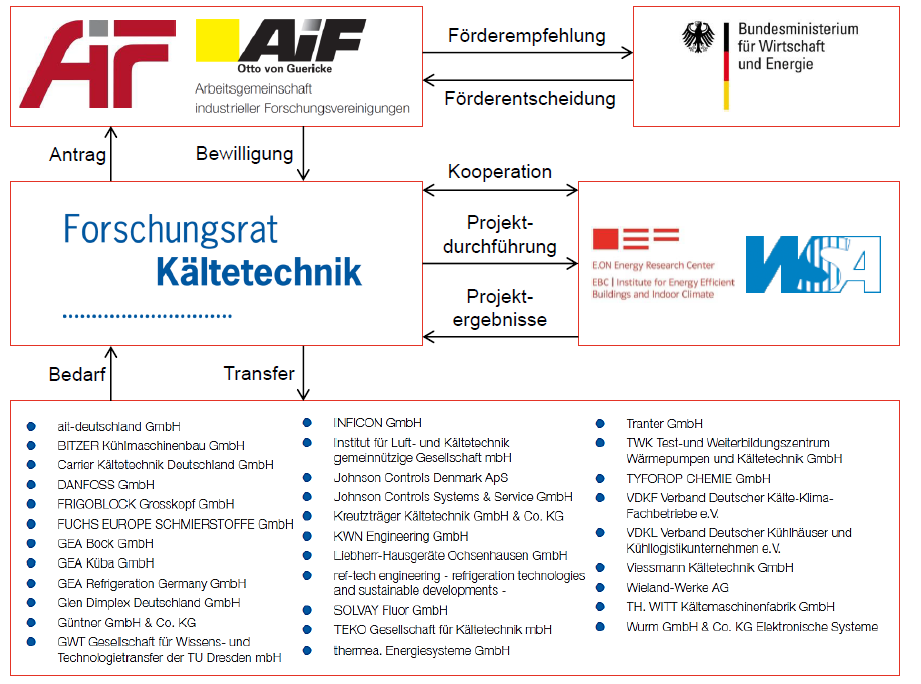 AiF
AiF
Otto von Guericke
Arbeitsgemeinschaft
industrieller Forschungsvereinigungen
Förderempfehlung
Förderentscheidung
Bundesministerium
für Wirtschaft
und Energie
Antrag
Bewilligung
Forschungsrat
Kältetechnik
Kooperation
Projekt-
durchführung
Projekt-
ergebnisse
E.ON Energy Research Center
EBC | Institute for Energy Efficient
Buildings and Indoor Climate
WSA
Bedarf
Transfer
ait-deutschland GmbH
BITZER Kühlmaschinenbau GmbH
Carrier Kältetechnik Deutschland GmbH
DANFOSS GmbH
FRIGOBLOCK Grosskopf GmbH
FUCHS EUROPE SCHMIERSTOFFE GmbH
GEA Bock GmbH
GEA Küba GmbH
GEA Refrigeration Germany GmbH
Glen Dimplex Deutschland GmbH
Güntner GmbH & Co. KG
GWT Gesellschaft für Wissens- und
Technologietransfer der TU Dresden mbH
INFICON GmbH
Institut für Luft- und Kältetechnik
gemeinnützige Gesellschaft mbH
Johnson Controls Denmark ApS
Johnson Controls Systems & Service GmbH
Kreutzträger Kältetechnik GmbH & Co. KG
KWN Engineering GmbH
Liebherr-Hausgeräte Ochsenhausen GmbH
ref-tech engineering - refrigeration technologies
and sustainable developments -
SOLVAY Fluor GmbH
TEKO Gesellschaft für Kältetechnik mbH
thermea. Energiesysteme GmbH
Tranter GmbH
TWK Test-und Weiterbildungszentrum
Wärmepumpen und Kältetechnik GmbH
TYFOROP CHEMIE GmbH
VDKF Verband Deutscher Kälte-Klima-
Fachbetriebe e.V.
VDKL Verband Deutscher Kühlhäuser und
Kühllogistikunternehmen e.V.
Viessmann Kältetechnik GmbH
Wieland-Werke AG
TH. WITT Kältemaschinenfabrik GmbH
Wurm GmbH & Co. KG Elektronische Systeme